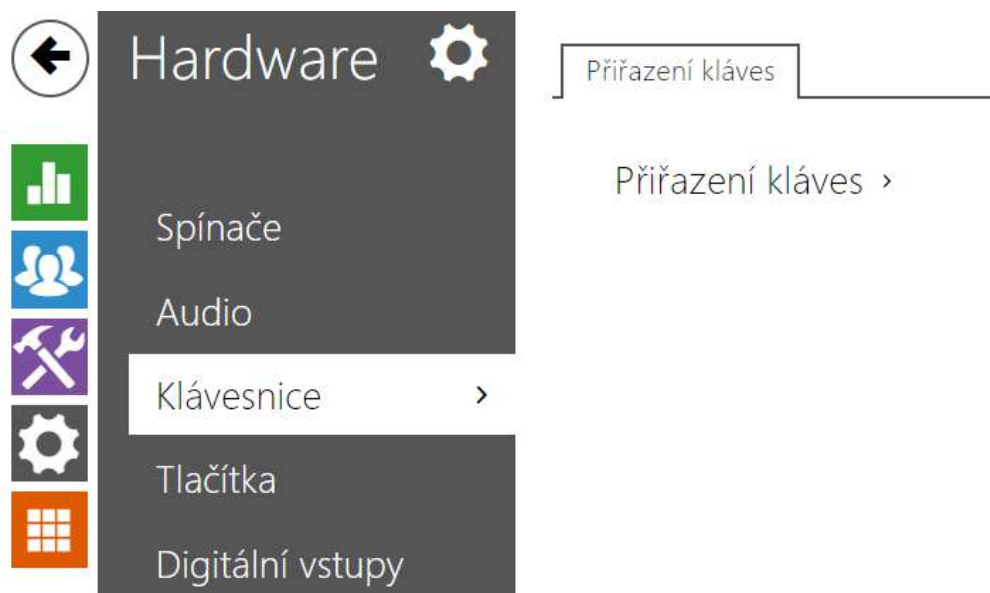 Hardware
Spínače
Audio
Klávesnice
Tlačítka
Digitální vstupy
Přiřazení kláves
Přiřazení kláves